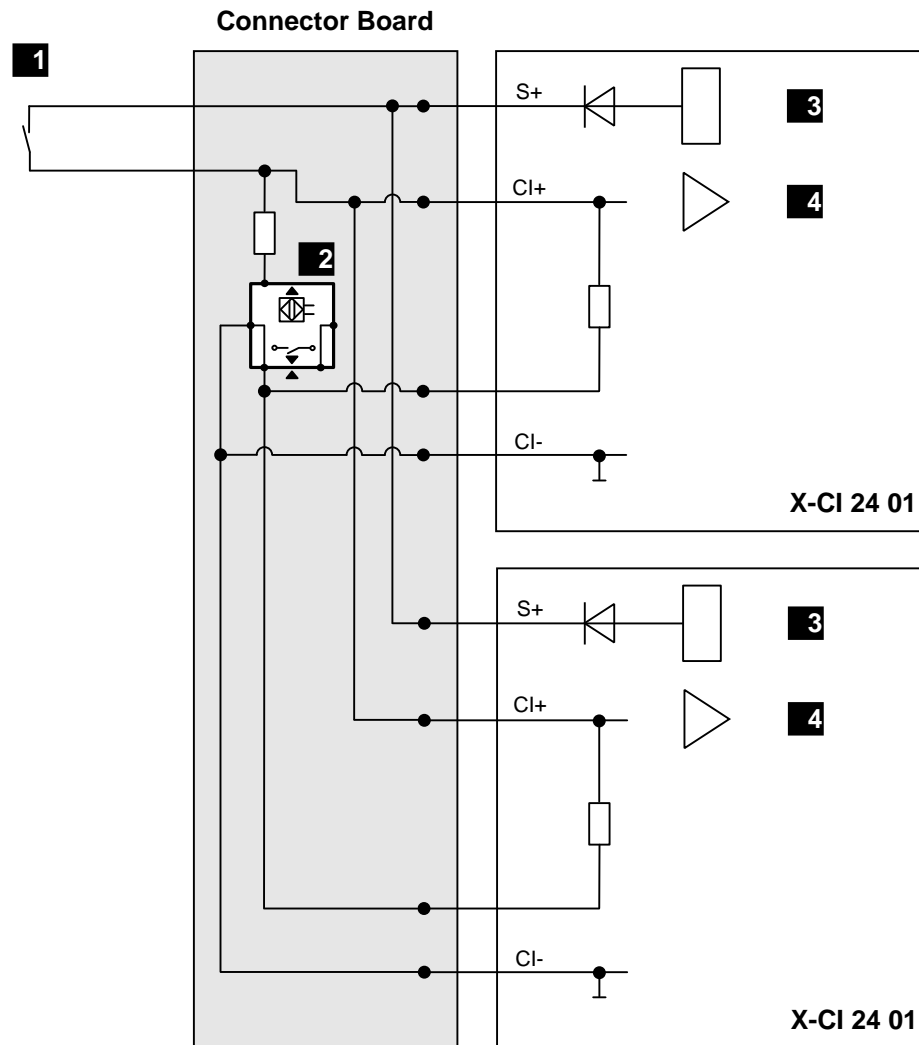 Connector Board
1
S+
3
CI+
4
2
CI-
X-CI 24 01
S+
3
CI+
4
CI-
X-CI 24 01